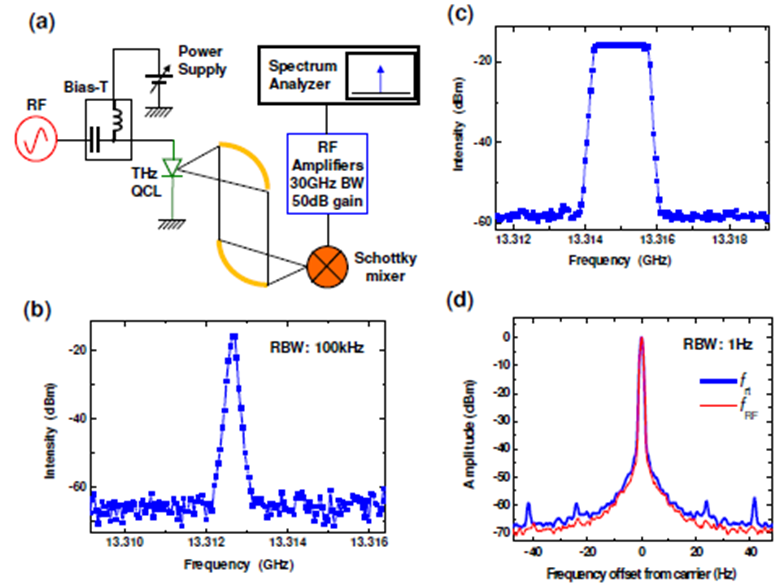 (a)
Power
Supply
Bias-T
RF
THz
QCL
Spectrum
Analyzer
RF
Amplifiers
30GHz BW
50dB gain
Schottky
mixer
(b)
RBW: 100kHz
Intensity (dBm)
-20
-40
-60
13.310
13.312
13.314
13.316
Frequency (GHz)
(c)
Intensity (dBm)
-20
-40
-60
13.312
13.314
13.316
13.318
Frequency (GHz)
(d)
RBW: 1Hz
frt
fRF
Amplitude (dBm)
0
-10
-20
-30
-40
-50
-60
-70
-40
-20
0
20
40
Frequency offset from carrier (Hz)